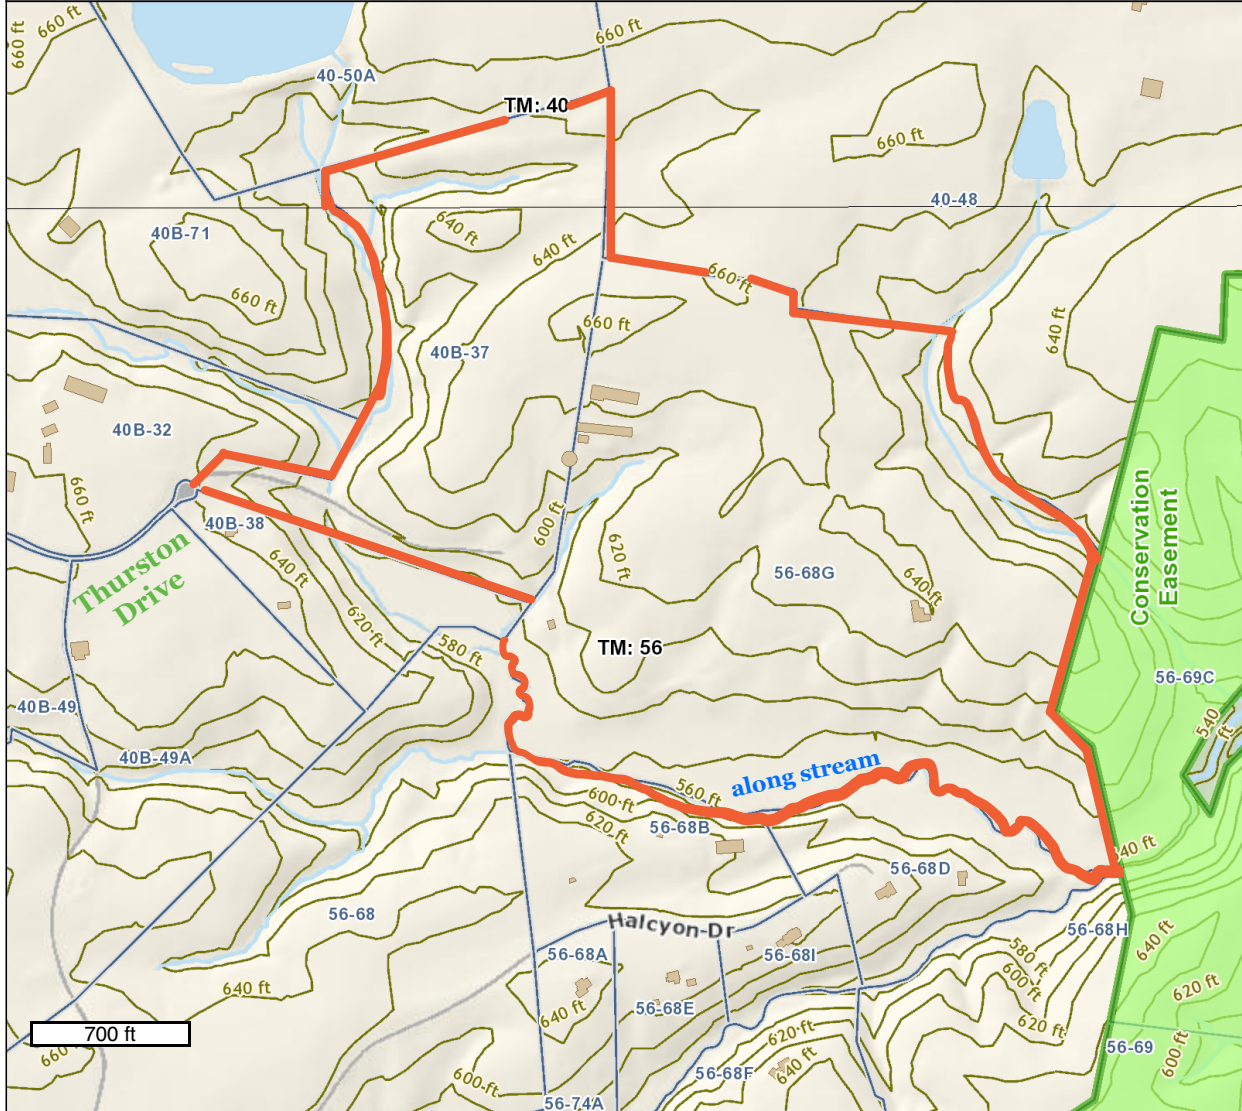 660 ft
660 ft
660 ft
40-50A
TM: 40
660 ft
40-48
40B-71
640 ft
640 ft
660 ft
660 ft
660 ft
640 ft
40B-37
660 ft
40B-32
660 ft
40B-38
600 ft
620 ft
Conservation
Easement
Thurston
Drive
640 ft
56-68G
640 ft
620 ft
580 ft
TM: 56
56-69C
40B-49
540 ft
40B-49A
along stream
560 ft
600 ft
620 ft
56-68B
40 ft
56-68D
56-68
Halcyon-Dr
56-68H
640 ft
56-68A
56-68I
580 ft
600 ft
640 ft
620 ft
56-68E
640 ft
620 ft
620 ft
700 ft
660
56-69
600 ft
640 ft
56-68F
600 ft
56-74A